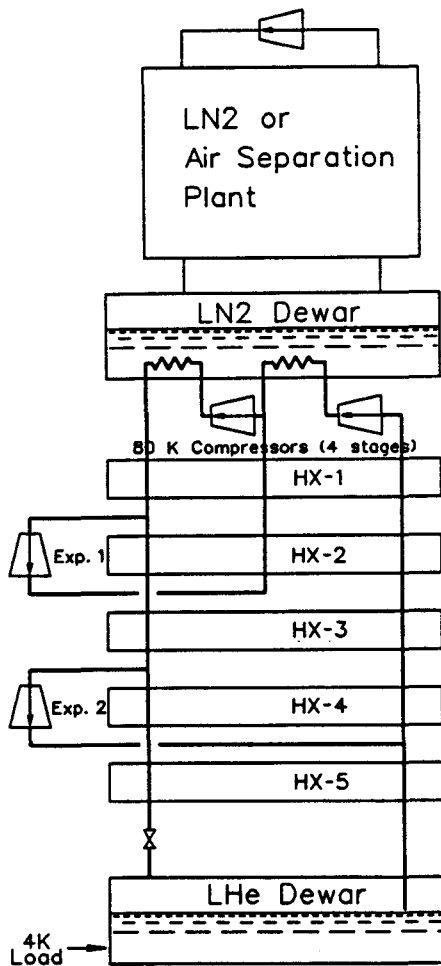 LN2 or
Air Separation
Plant
LN2 Dewar
80 K Compressors (4 stages)
HX-1
Exp. 1
HX-2
HX-3
Exp. 2
HX-4
HX-5
LHe Dewar
4K
Load